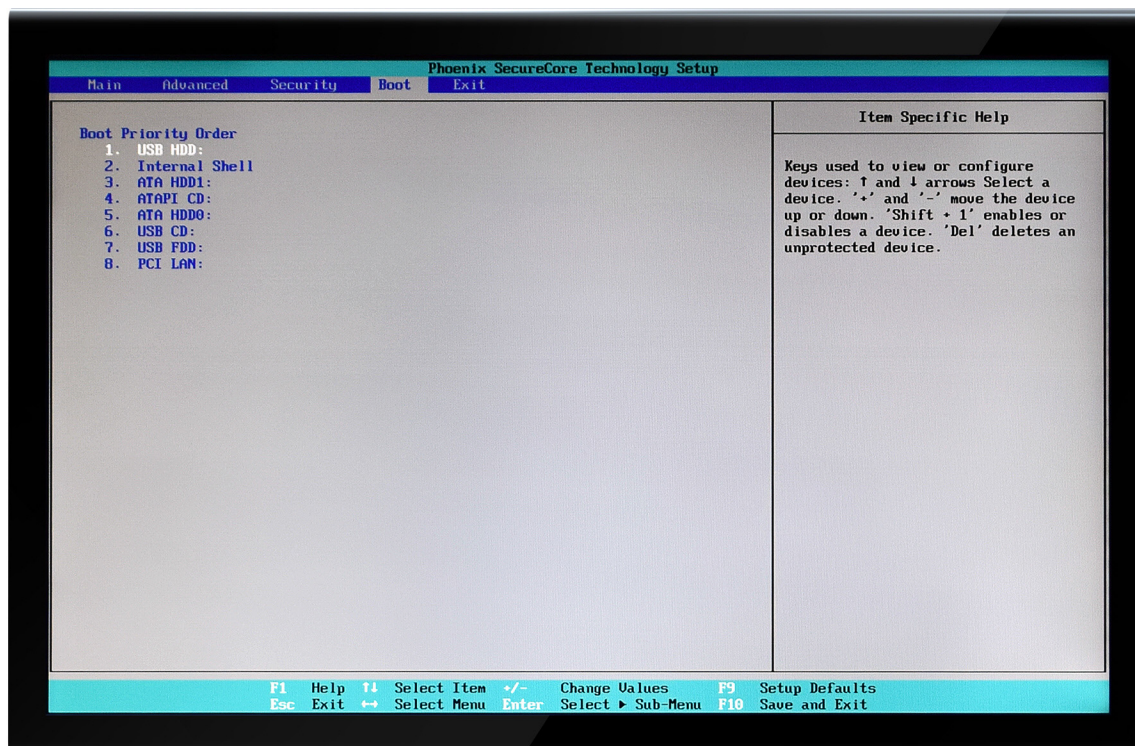 Phoenix SecureCore Technology Setup
Main Advanced Security Boot Exit
Boot Priority Order
1. USB HDD:
2. Internal Shell
3. ATA HDD1:
4. ATAPI CD:
5. ATA HDD0:
6. USB CD:
7. USB FDD:
8. PCI LAN:
Item Specific Help
Keys used to view or configure
devices: ↑ and ↓ arrows Select a
device. '+' and '-' move the device
up or down. 'Shift + 1' enables or
disables a device. 'Del' deletes an
unprotected device.
F1 Help ↑↓ Select Item +/- Change Values F9 Setup Defaults
Esc Exit ↔ Select Menu Enter Select ▶ Sub-Menu F10 Save and Exit